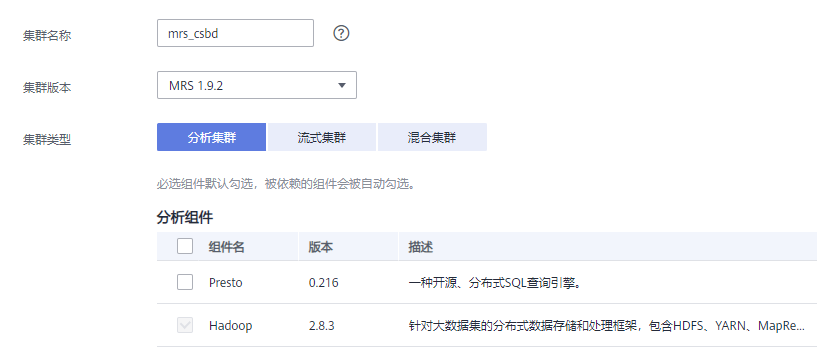 集群名称 mrs_csbd ?
集群版本 MRS 1.9.2
集群类型 分析集群 流式集群 混合集群
必选组件默认勾选，被依赖的组件会被自动勾选。
分析组件
组件名 版本 描述
Presto 0.216 一种开源、分布式SQL查询引擎。
Hadoop 2.8.3 针对大数据集的分布式数据存储和处理框架，包含HDFS、YARN、MapRe...